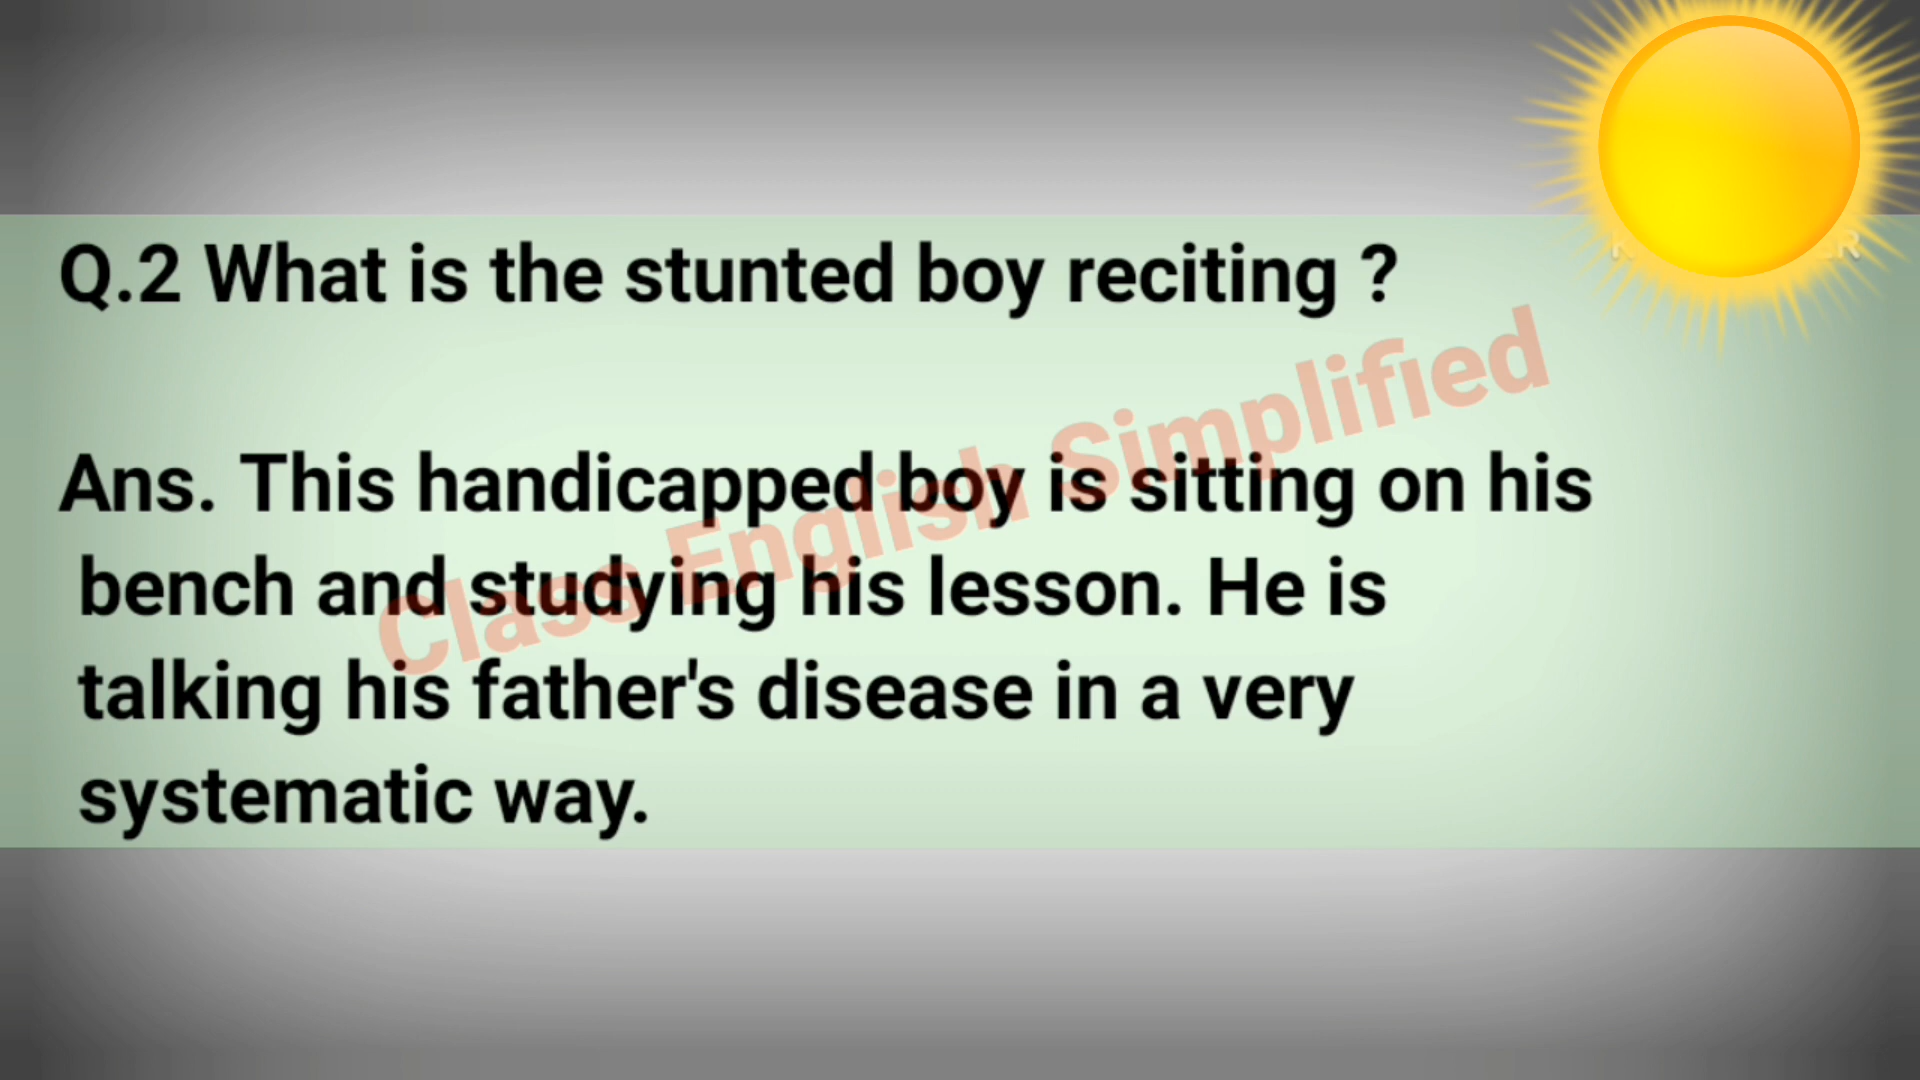 Q.2 What is the stunted boy reciting ?
Ans. This handicapped boy is sitting on his
bench and studying his lesson. He is
talking his father's disease in a very
systematic way.
Class English Simplified